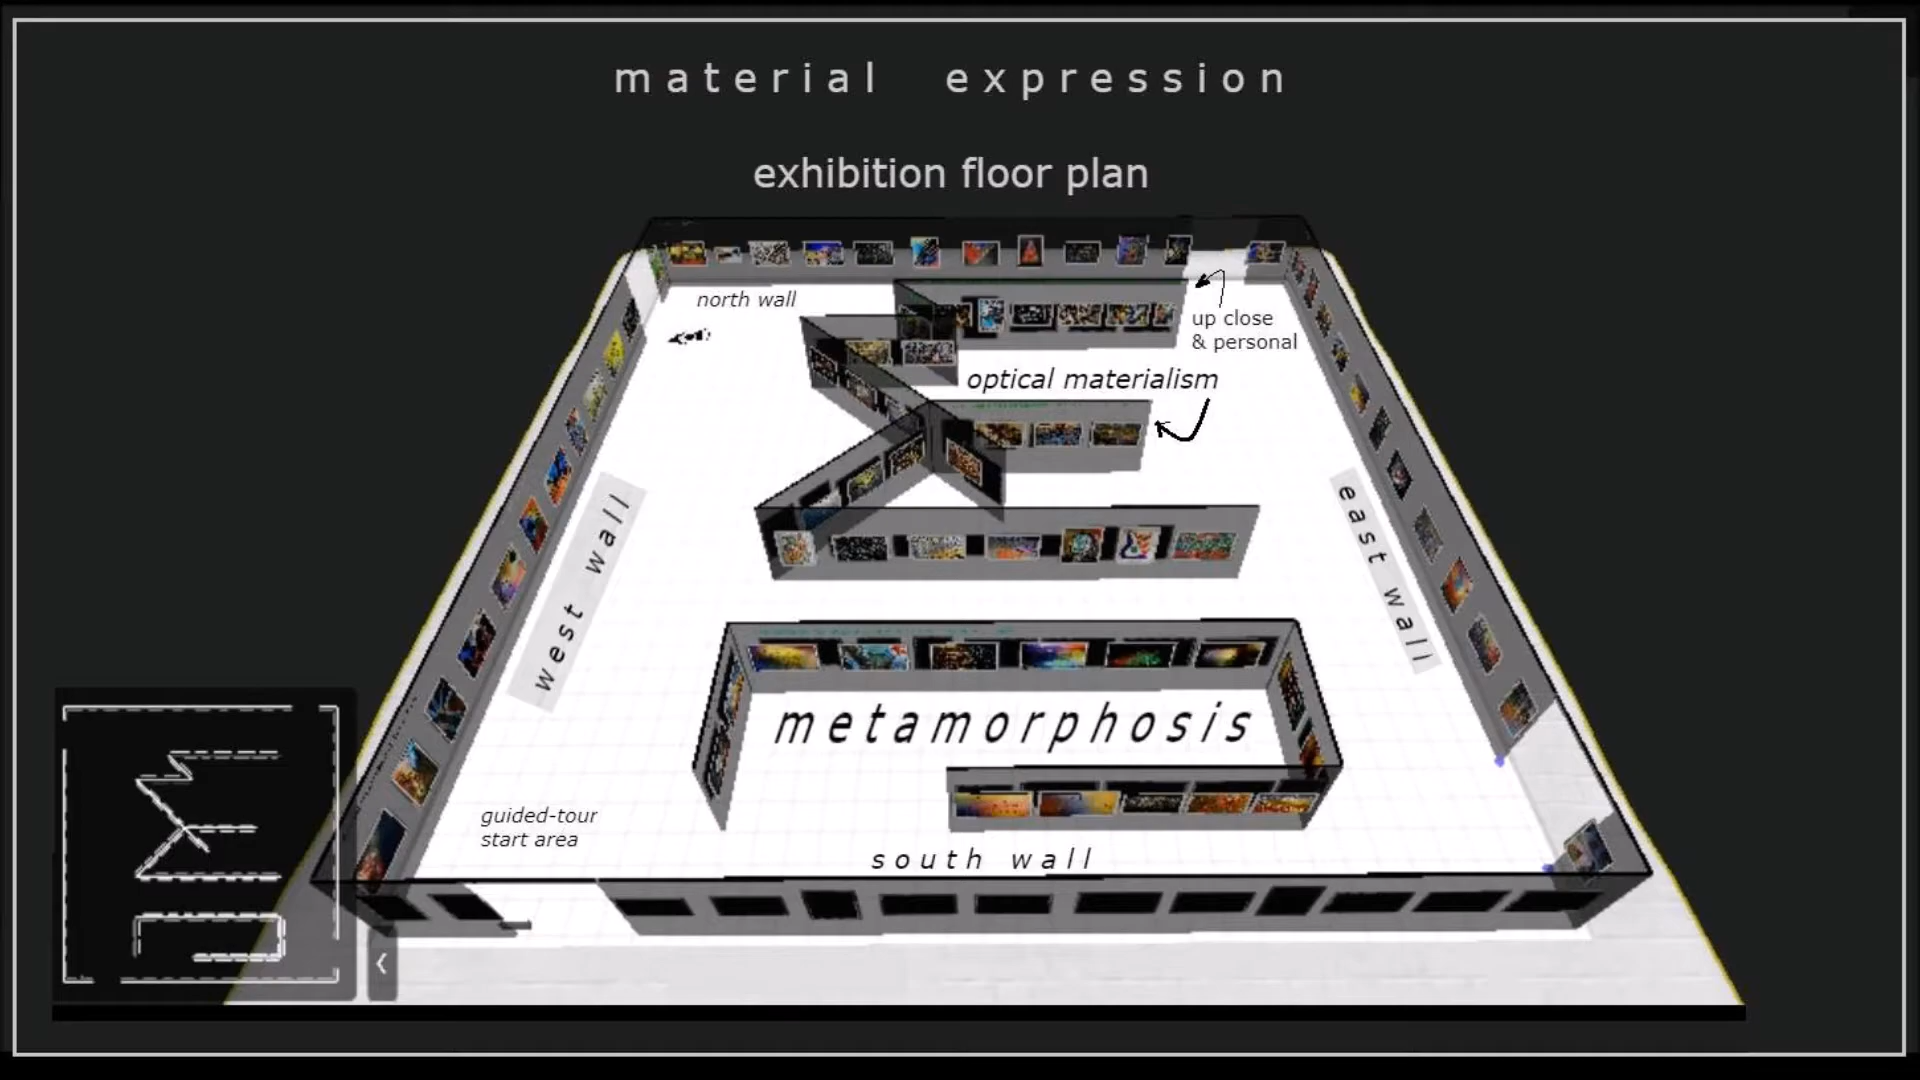 material expression
exhibition floor plan
north wall
up close
& personal
optical materialism
west wall
east wall
metamorphosis
guided-tour
start area
south wall